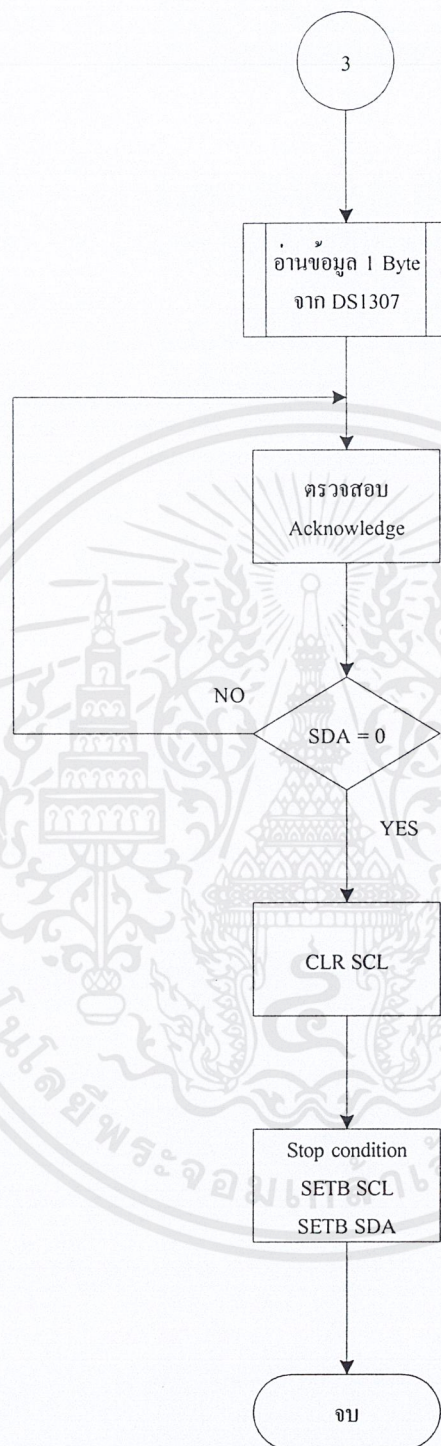 3
อ่านข้อมูล 1 Byte
จาก DS1307
ตรวจสอบ
Acknowledge
NO
SDA = 0
YES
CLR SCL
Stop condition
SETB SCL
SETB SDA
จบ